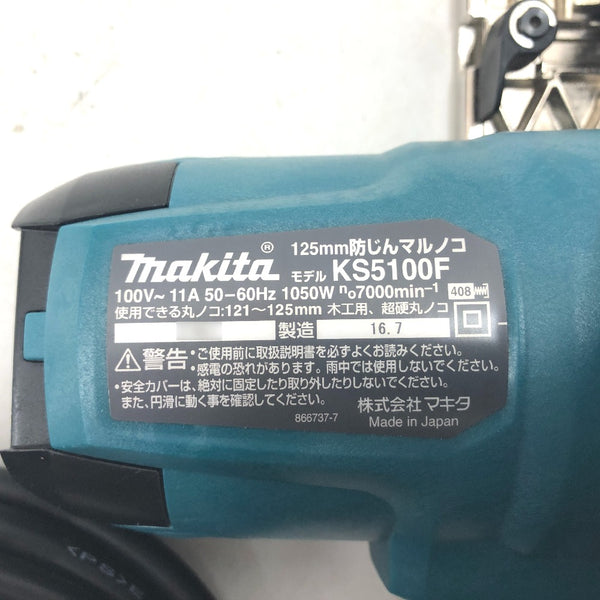 makita® 125mm防じんマルノコ
モデル KS5100F
100V~ 11A 50-60Hz 1050W n₀7000min⁻¹ 408
使用できる丸ノコ:121~125mm 木工用、超硬丸ノコ
製造 16.7
警告 •ご使用前に取扱説明書を必ずよくお読みください。
•感電の恐れがあります。雨中では使用しないでください。
•安全カバーは、絶対に固定したり取り外したりしないでください。
また、円滑に動く事を確認してください。
株式会社 マキタ
866737-7 Made in Japan
<PS>E